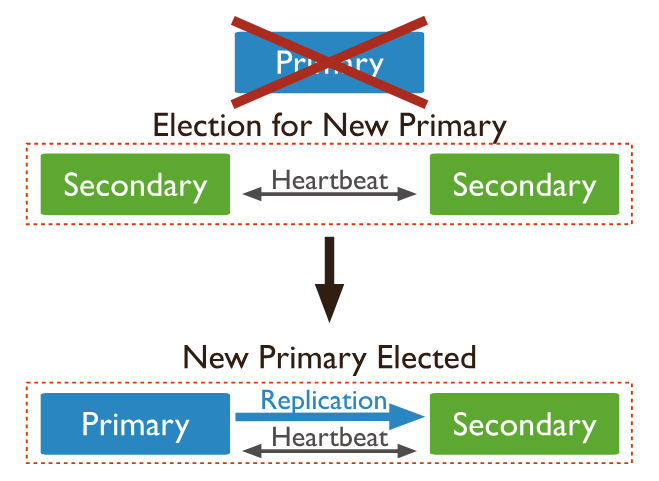 Primary
Election for New Primary
Secondary
Heartbeat
Secondary
New Primary Elected
Replication
Primary
Heartbeat
Secondary